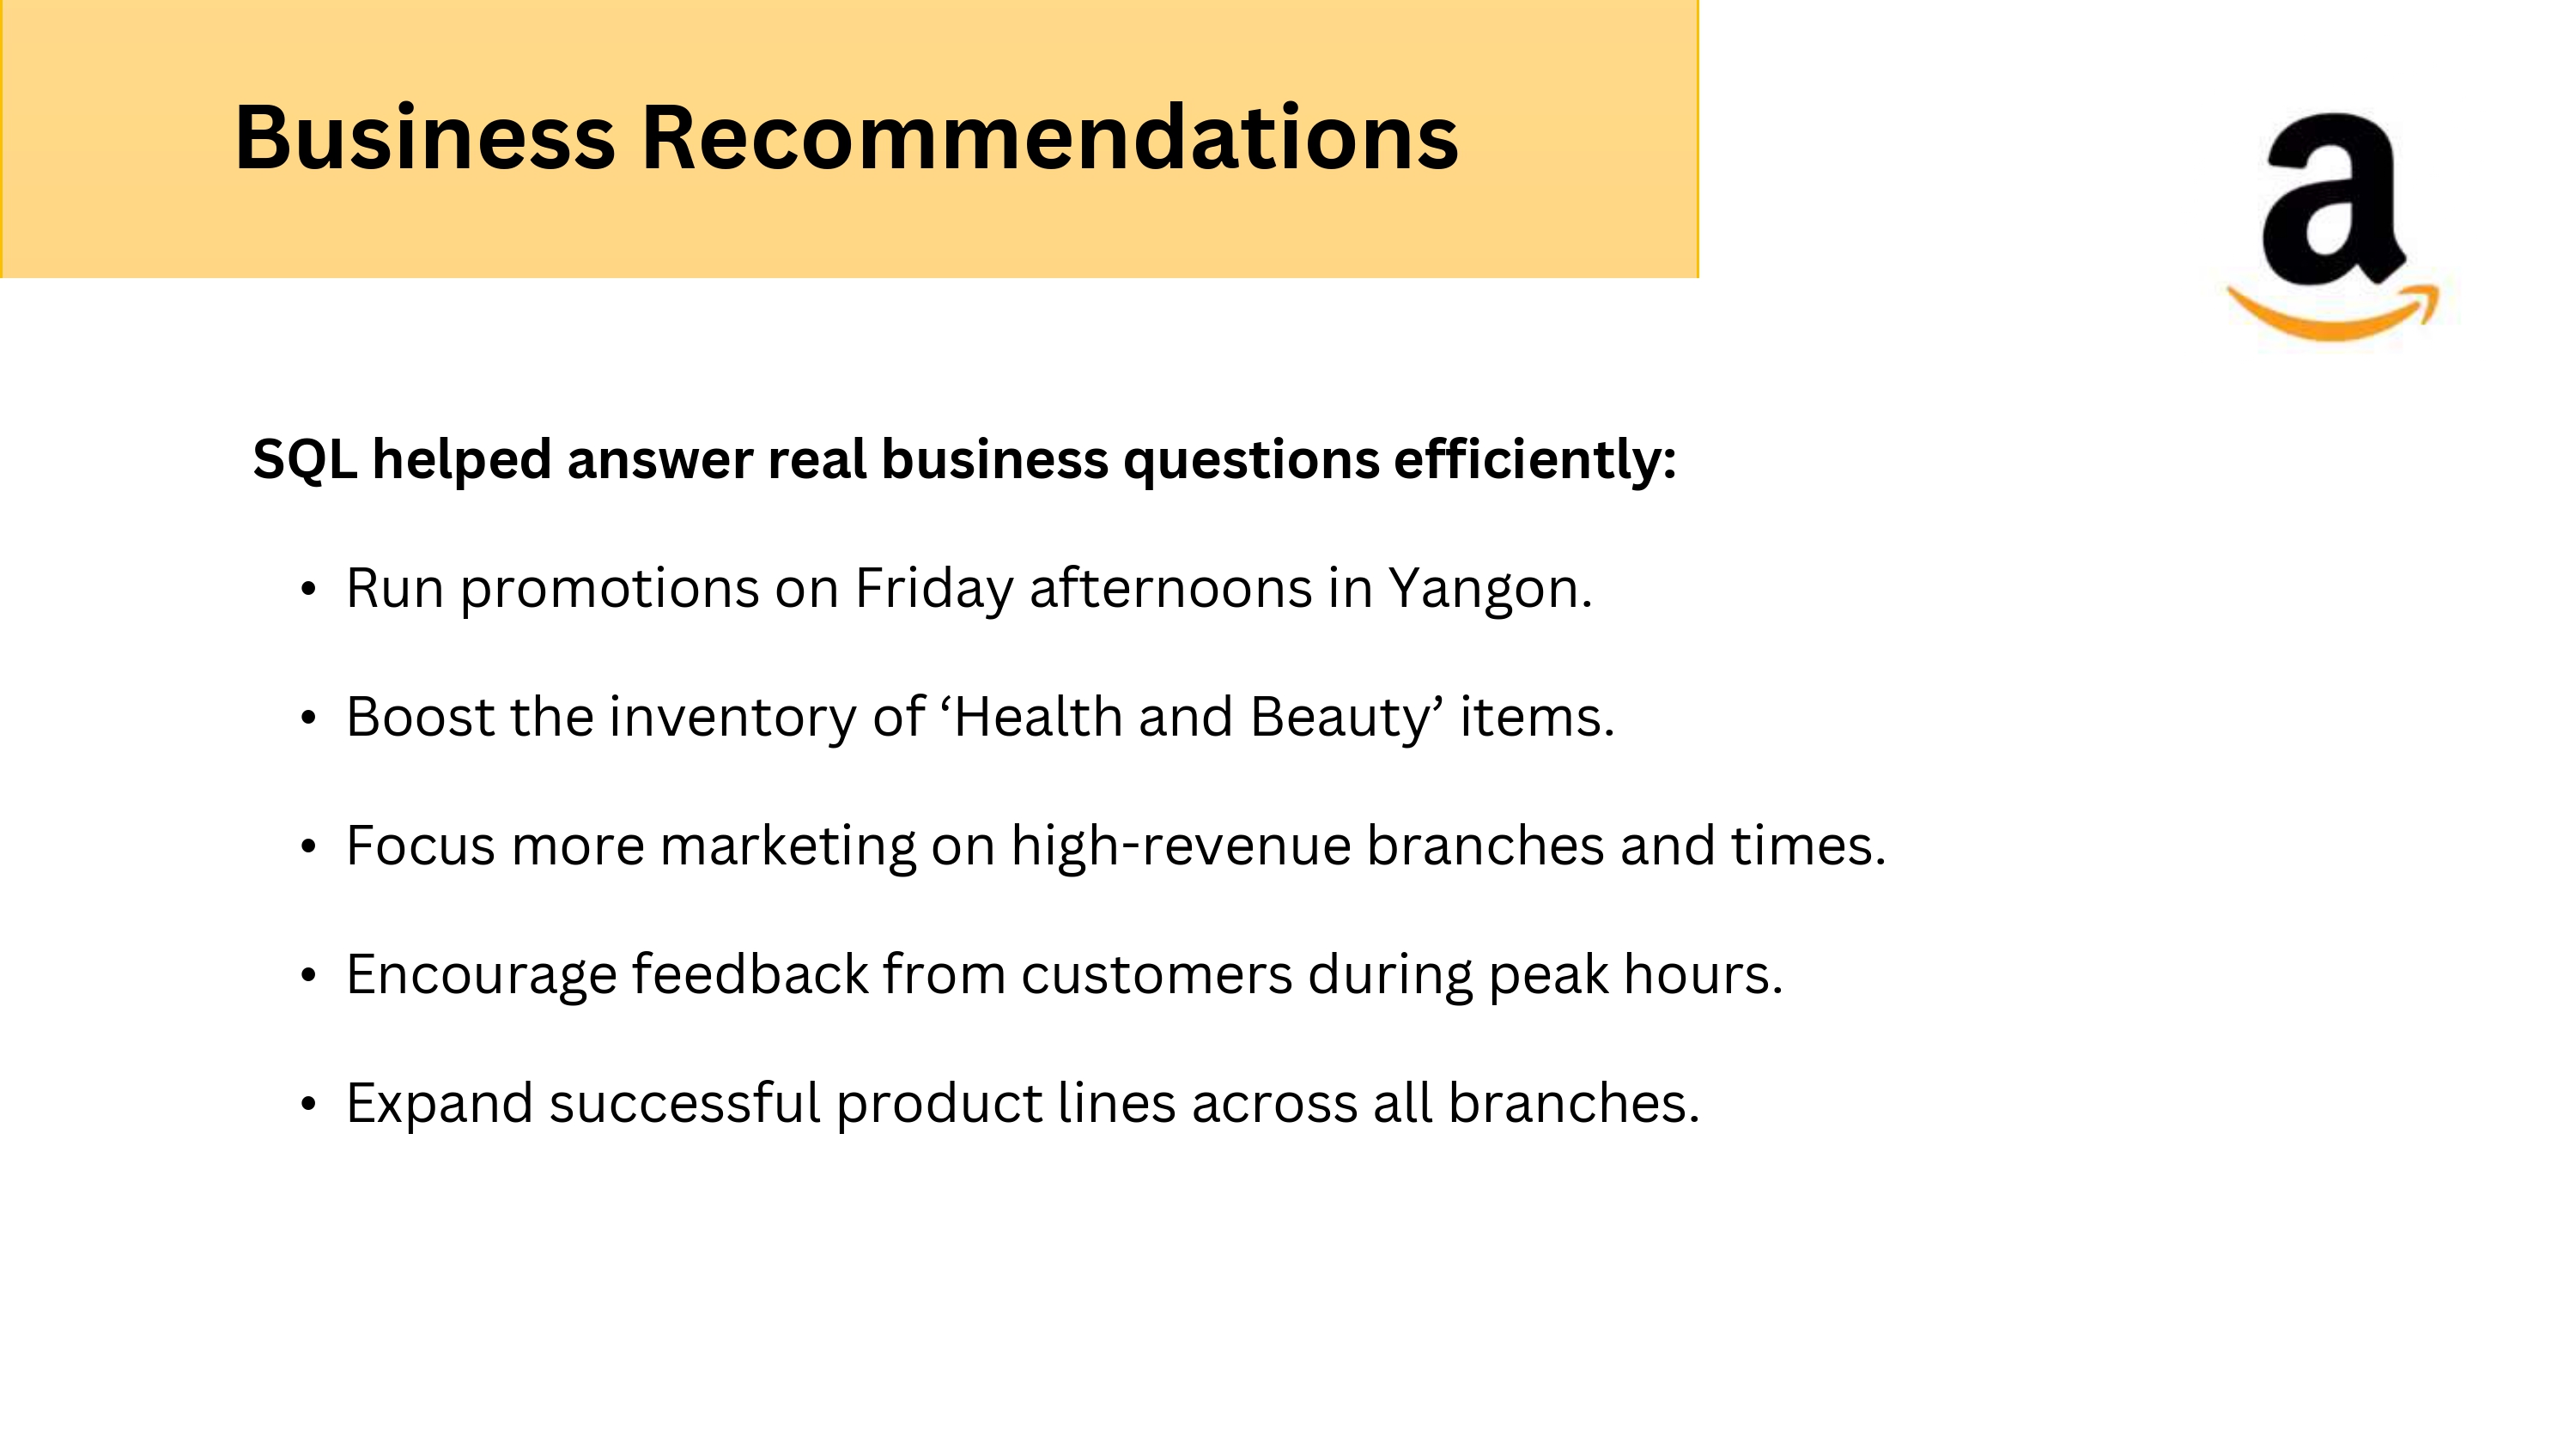 Business Recommendations
a
SQL helped answer real business questions efficiently:
• Run promotions on Friday afternoons in Yangon.
• Boost the inventory of ‘Health and Beauty’ items.
• Focus more marketing on high-revenue branches and times.
• Encourage feedback from customers during peak hours.
• Expand successful product lines across all branches.